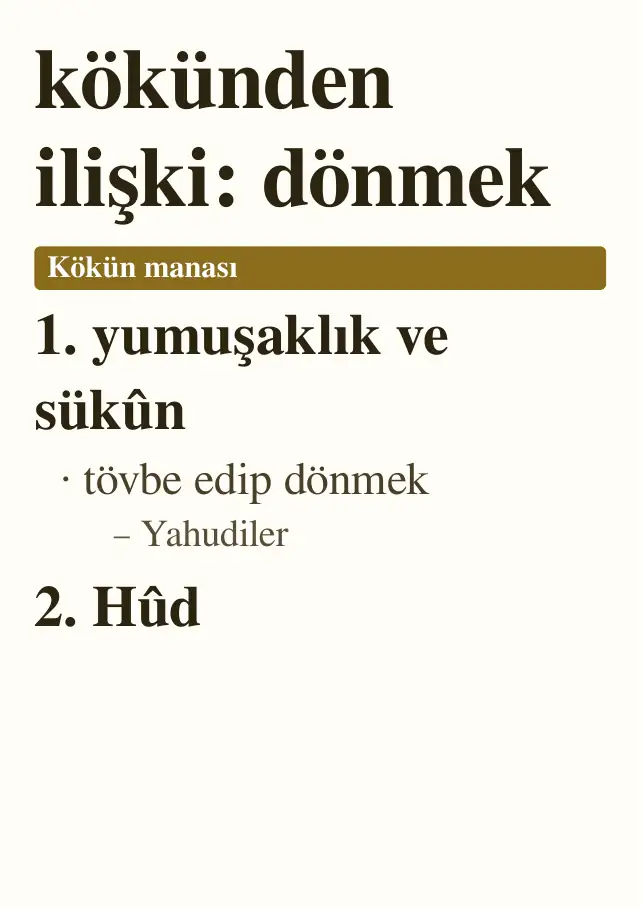 kökünden
ilişki: dönmek
Kökün manası
1. yumuşaklık ve
sükûn
· tövbe edip dönmek
– Yahudiler
2. Hûd